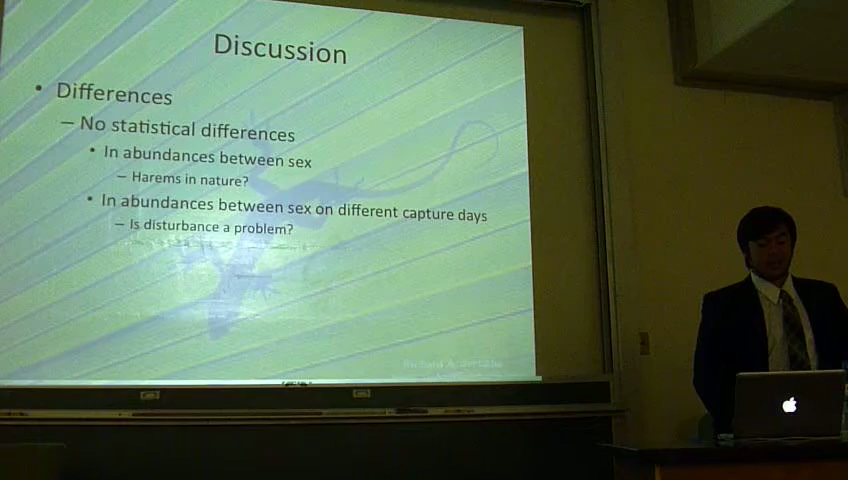 Discussion
• Differences
– No statistical differences
• In abundances between sex
– Harems in nature?
• In abundances between sex on different capture days
– Is disturbance a problem?